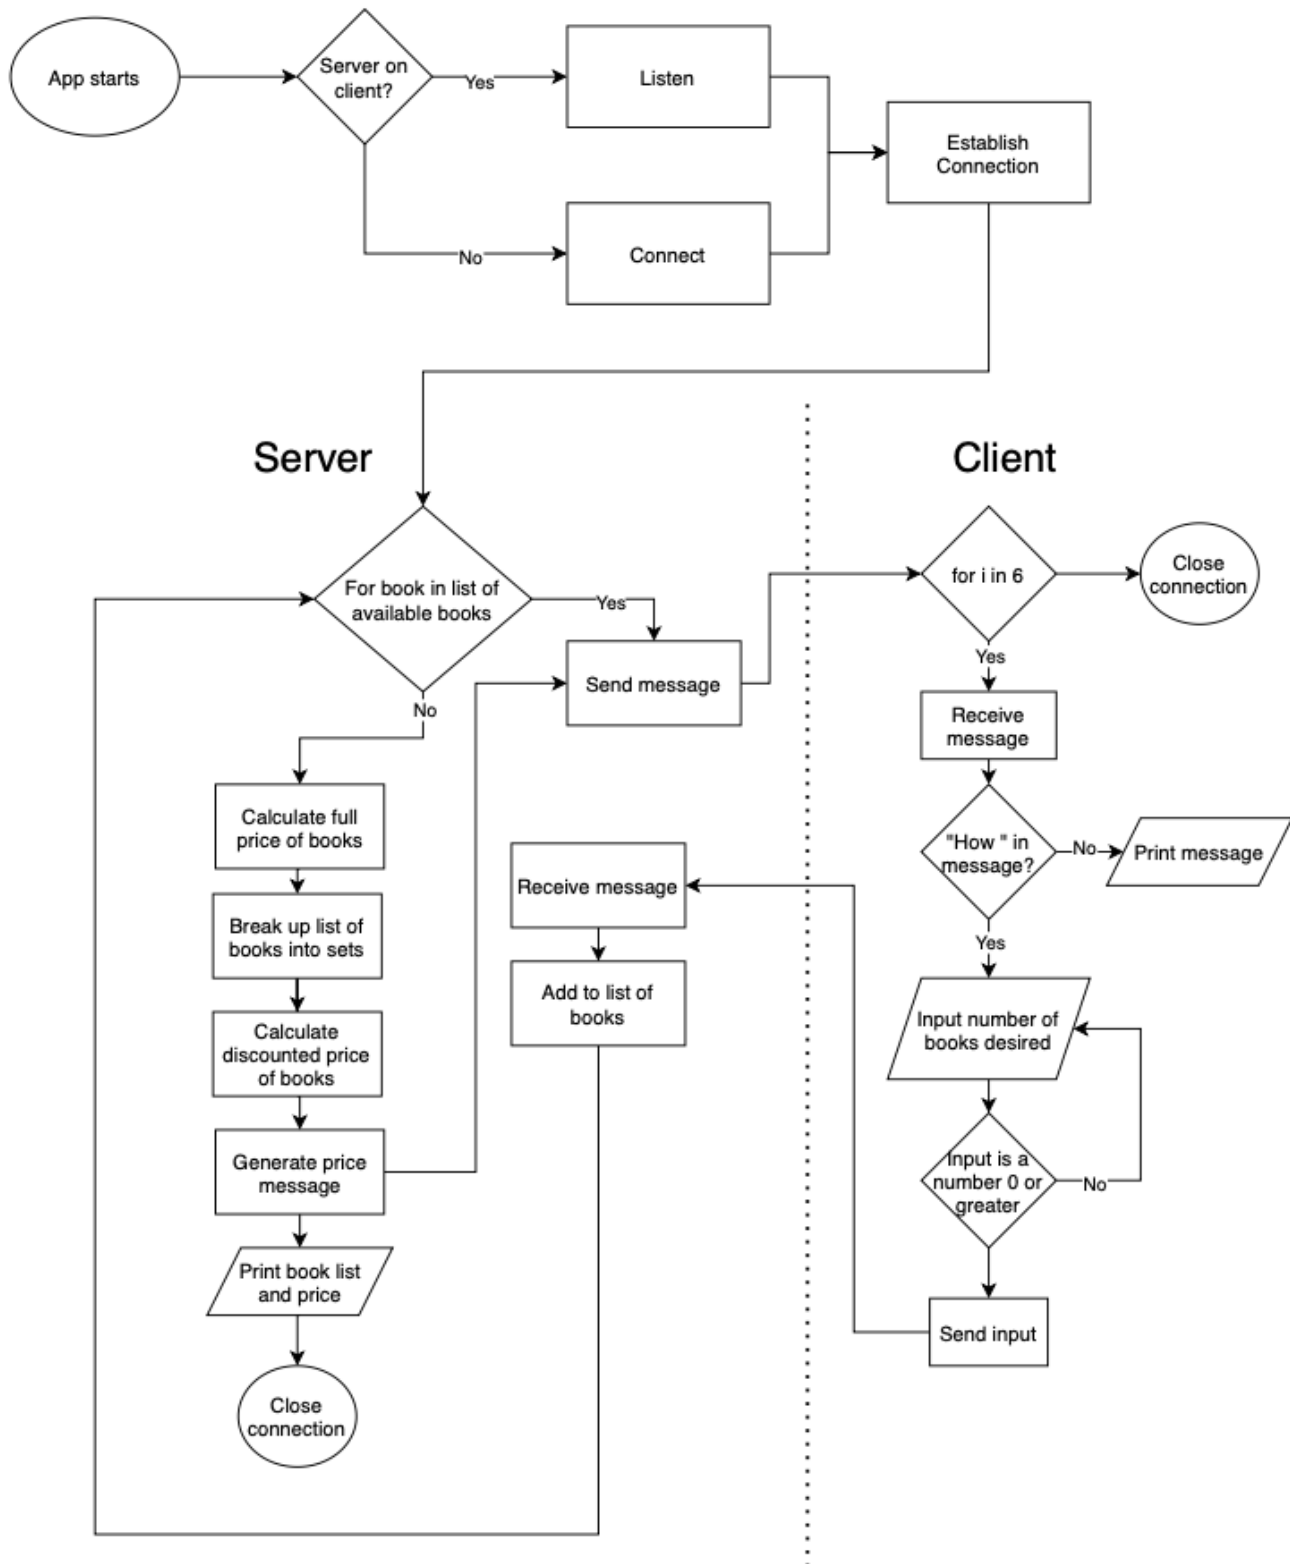 App starts
Server on
client?
Yes
Listen
Establish
Connection
No
Connect
Server
Client
For book in list of
available books
Yes
Send message
No
for i in 6
Close
connection
Yes
Receive
message
Calculate full
price of books
"How " in
message?
No
Print message
Receive message
Break up list of
books into sets
Yes
Add to list of
books
Input number of
books desired
Calculate
discounted price
of books
Generate price
message
Input is a
number 0 or
greater
No
Print book list
and price
Send input
Close
connection